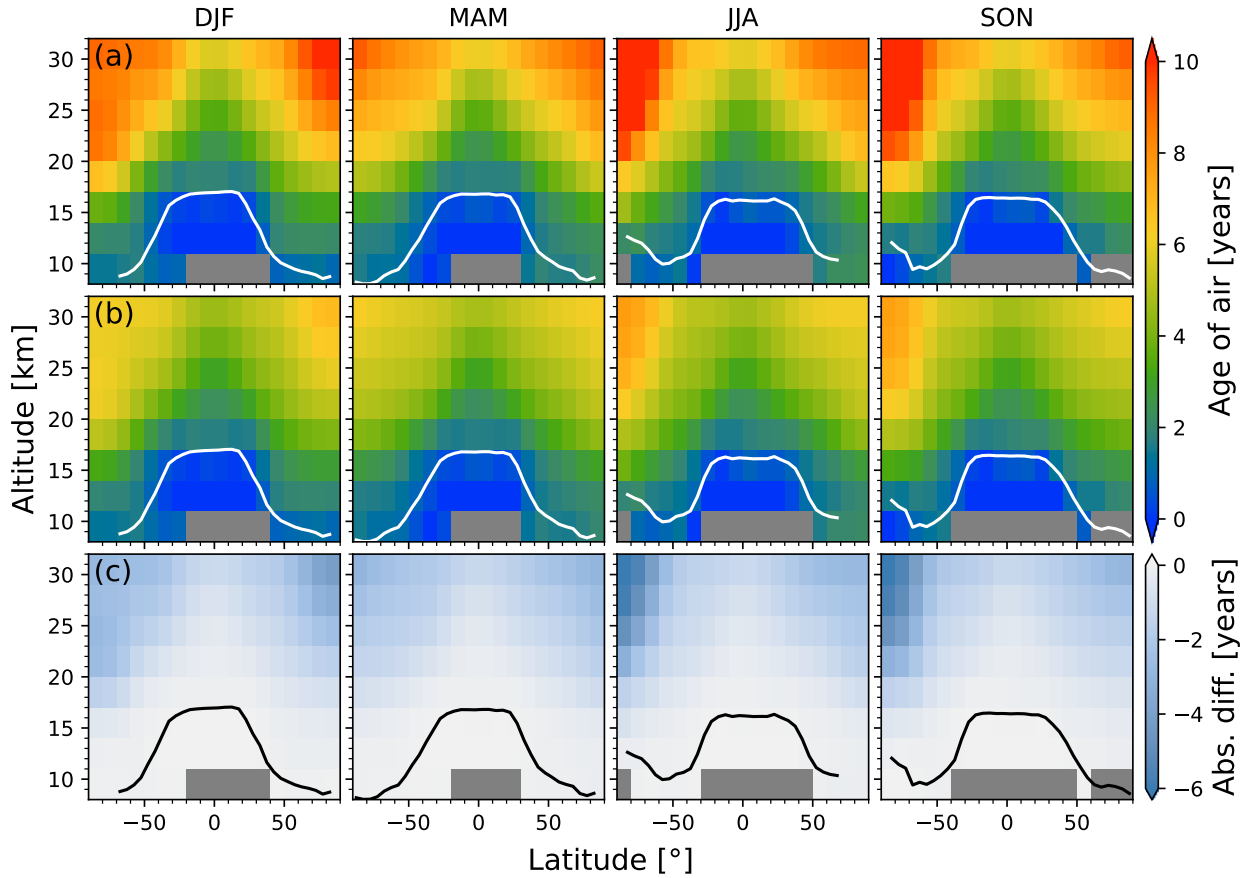 DJF MAM JJA SON
(a)
30
25
20
15
10
(b)
30
25
20
15
10
(c)
30
25
20
15
10
−50 0 50 −50 0 50 −50 0 50 −50 0 50
Altitude [km]
Latitude [°]
10
8
6
4
2
0
Age of air [years]
0
−2
−4
−6
Abs. diff. [years]